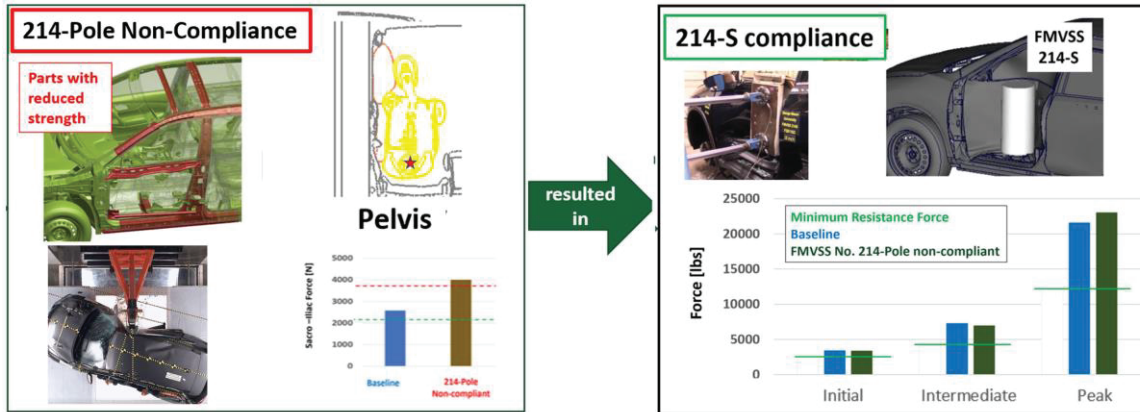 214-Pole Non-Compliance
Parts with
reduced
strength
Pelvis
Sacro –Iliac Force [N]
5000
4000
3000
2000
1000
0
Baseline
214-Pole
Non-compliant
resulted
in
214-S compliance
FMVSS
214-S
Force [lbs]
25000
20000
15000
10000
5000
0
Minimum Resistance Force
Baseline
FMVSS No. 214-Pole non-compliant
Initial
Intermediate
Peak